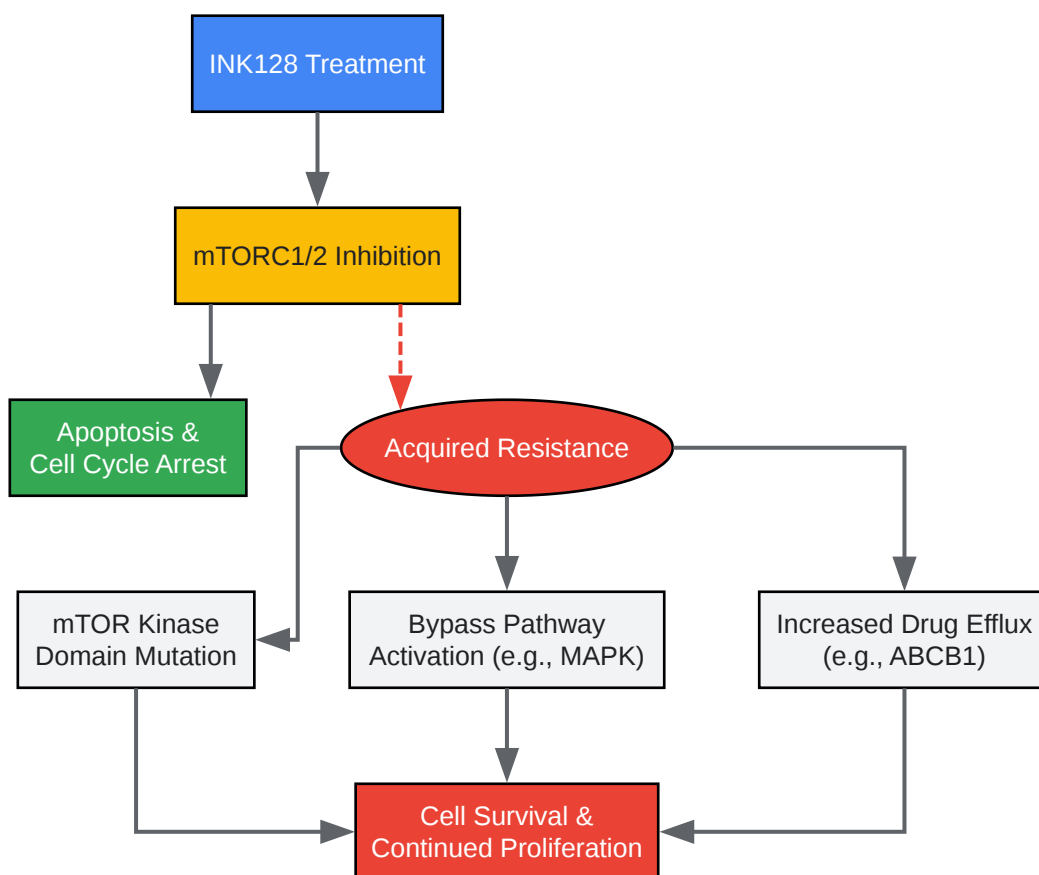 INK128 Treatment
mTORC1/2 Inhibition
Apoptosis &
Cell Cycle Arrest
Acquired Resistance
mTOR Kinase
Domain Mutation
Bypass Pathway
Activation (e.g., MAPK)
Increased Drug Efflux
(e.g., ABCB1)
Cell Survival &
Continued Proliferation